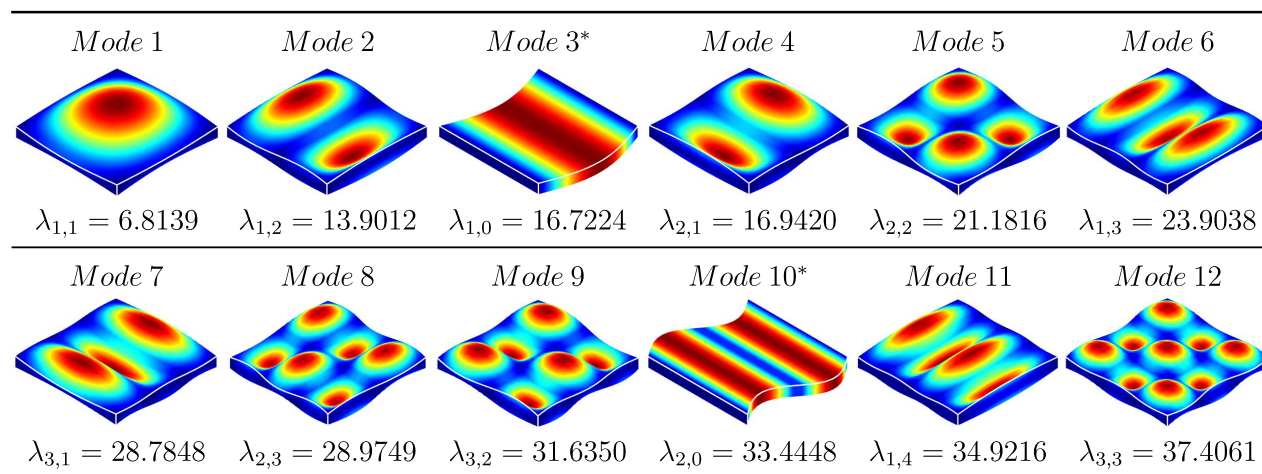 Mode 1 Mode 2 Mode 3* Mode 4 Mode 5 Mode 6
λ₁,₁ = 6.8139 λ₁,₂ = 13.9012 λ₁,₀ = 16.7224 λ₂,₁ = 16.9420 λ₂,₂ = 21.1816 λ₁,₃ = 23.9038
Mode 7 Mode 8 Mode 9 Mode 10* Mode 11 Mode 12
λ₃,₁ = 28.7848 λ₂,₃ = 28.9749 λ₃,₂ = 31.6350 λ₂,₀ = 33.4448 λ₁,₄ = 34.9216 λ₃,₃ = 37.4061